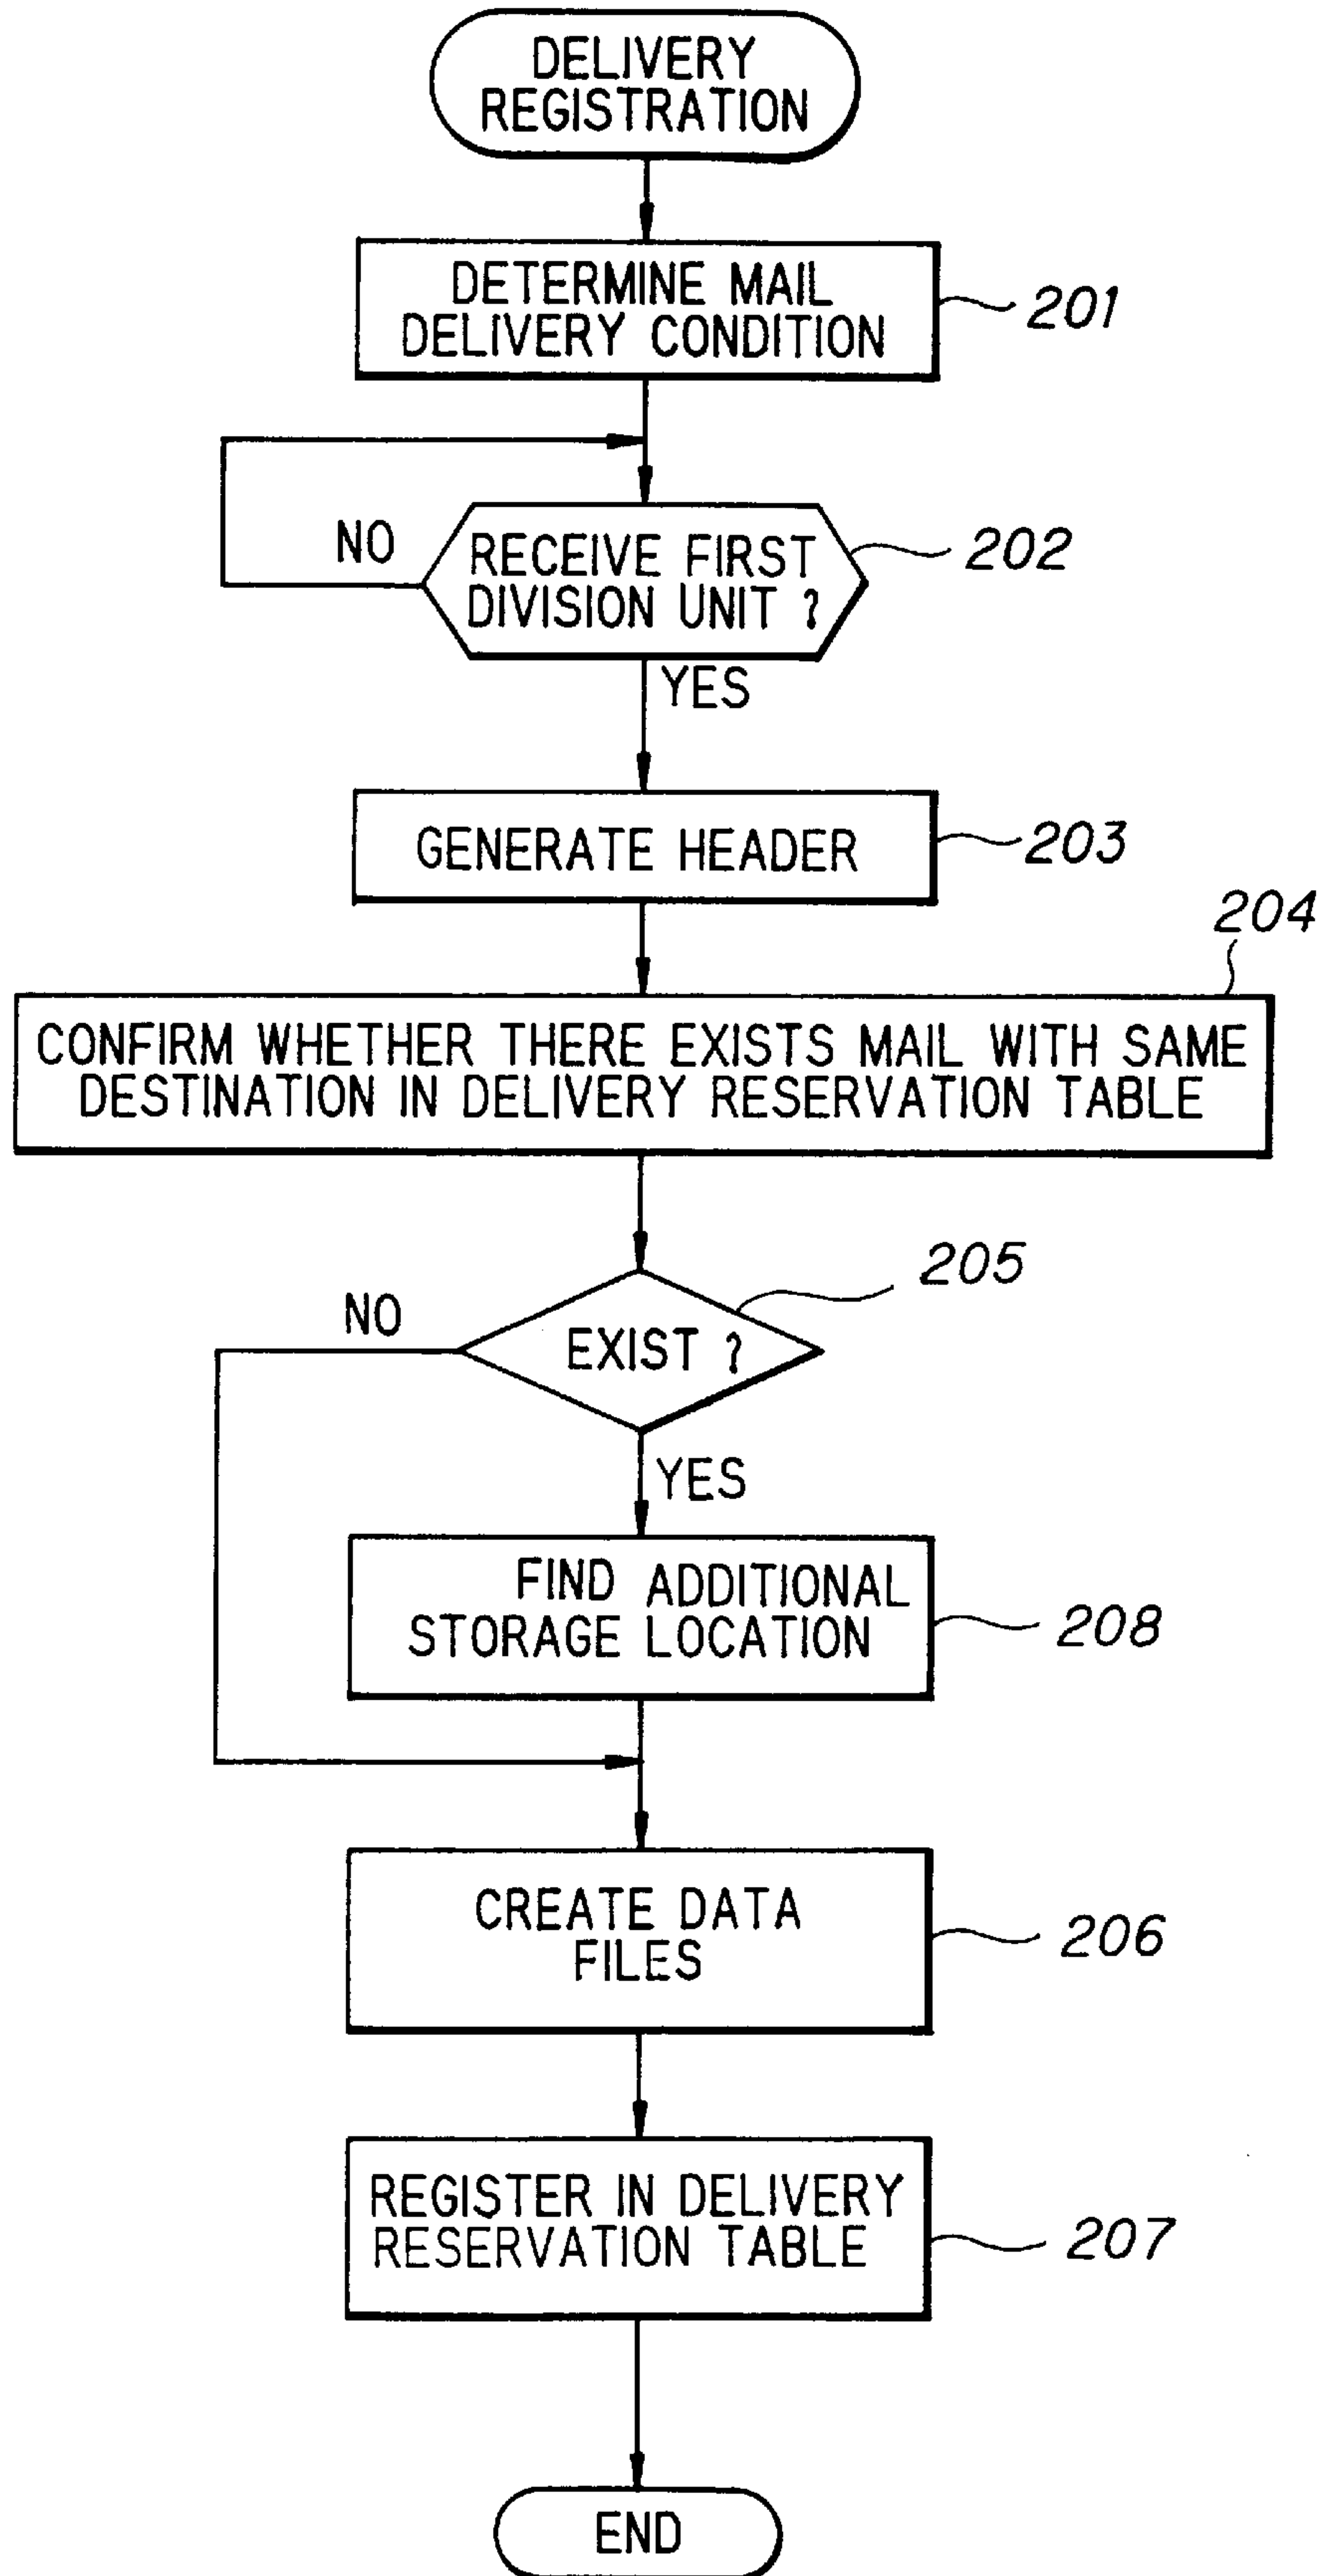 DELIVERY
REGISTRATION
DETERMINE MAIL
DELIVERY CONDITION
201
NO
RECEIVE FIRST
DIVISION UNIT ?
202
YES
GENERATE HEADER
203
204
CONFIRM WHETHER THERE EXISTS MAIL WITH SAME
DESTINATION IN DELIVERY RESERVATION TABLE
205
NO
EXIST ?
YES
FIND ADDITIONAL
STORAGE LOCATION
208
CREATE DATA
FILES
206
REGISTER IN DELIVERY
RESERVATION TABLE
207
END